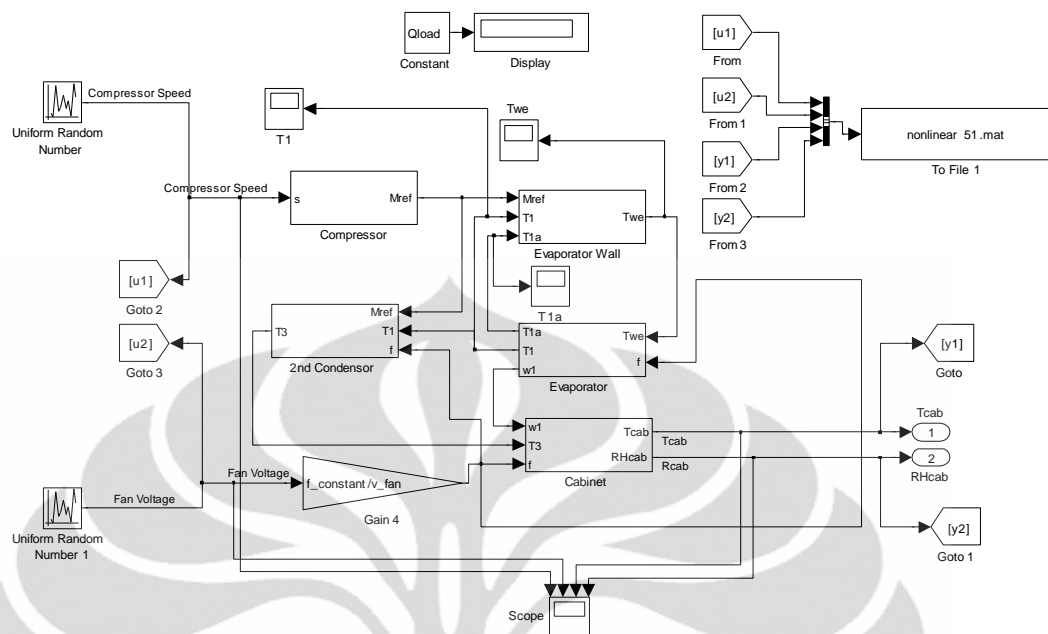 Qload
Constant
Display
[u1]
From
[u2]
From 1
[y1]
From 2
[y2]
From 3
nonlinear 51.mat
To File 1
Compressor Speed
Uniform Random
Number
T1
Twe
Compressor Speed
s
Mref
Compressor
Mref
T1
T1a
Twe
Evaporator Wall
[u1]
Goto 2
T1a
[u2]
Goto 3
T3
Mref
T1
f
2nd Condensor
T1a
T1
w1
Twe
f
Evaporator
[y1]
Goto
w1
T3
f
Tcab
RHcab
Cabinet
Tcab
Rcab
Tcab
1
2
RHcab
Fan Voltage
f_constant /v_fan
Gain 4
Fan Voltage
Uniform Random
Number 1
[y2]
Goto 1
Scope